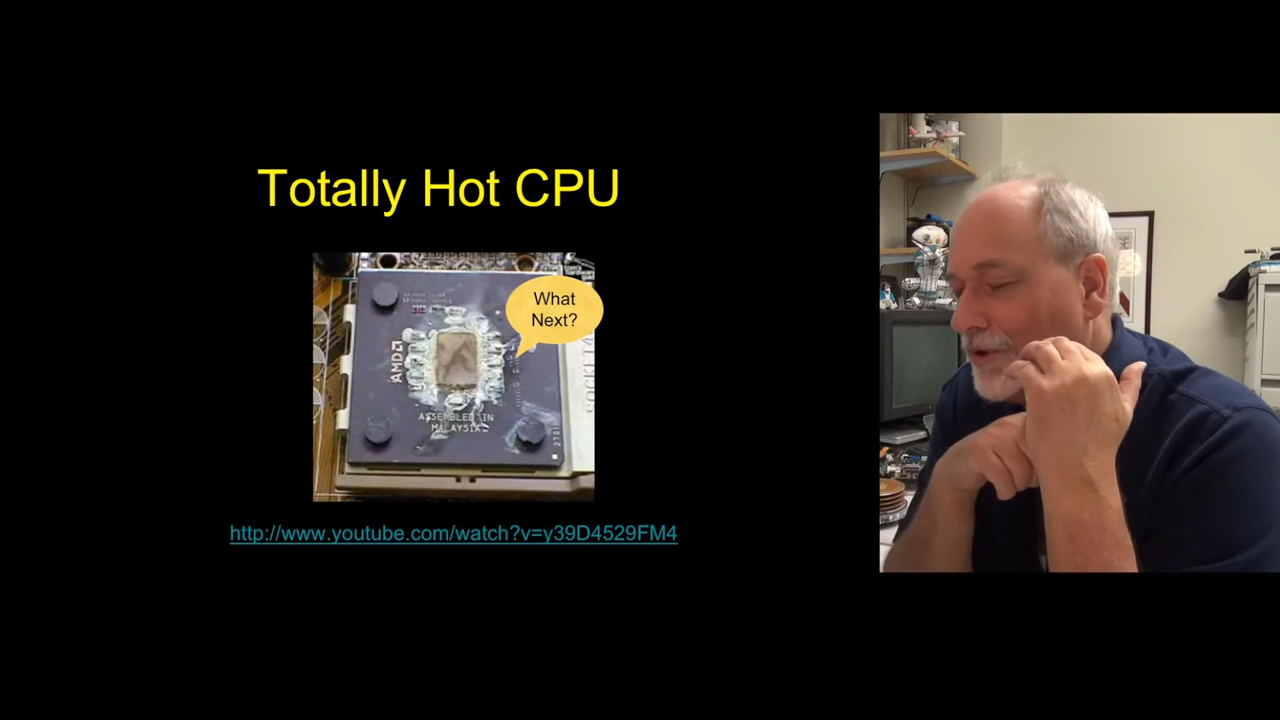 Totally Hot CPU
What
Next?
AMD
ASSEMBLED IN
MALAYSIA
http://www.youtube.com/watch?v=y39D4529FM4